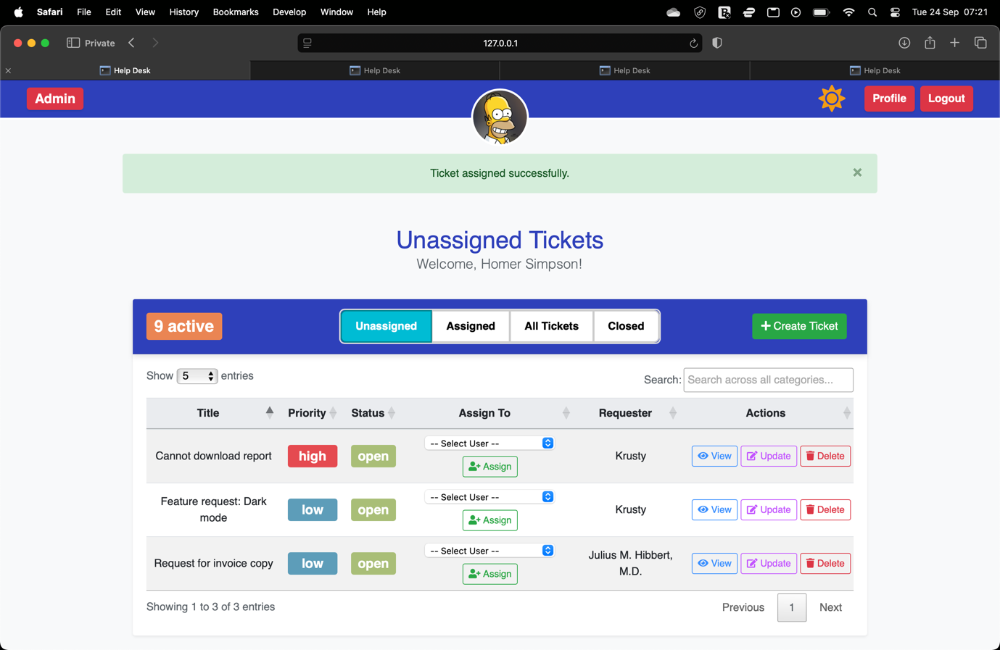 Safari File Edit View History Bookmarks Develop Window Help Tue 24 Sep 07:21
Private 127.0.0.1
Help Desk Help Desk Help Desk Help Desk
Admin Profile Logout
Ticket assigned successfully. ×
Unassigned Tickets
Welcome, Homer Simpson!
9 active Unassigned Assigned All Tickets Closed + Create Ticket
Show 5 entries Search: Search across all categories...
Title Priority Status Assign To Requester Actions
Cannot download report high open -- Select User -- Assign Krusty View Update Delete
Feature request: Dark
mode low open -- Select User -- Assign Krusty View Update Delete
Request for invoice copy low open -- Select User -- Assign Julius M. Hibbert,
M.D. View Update Delete
Showing 1 to 3 of 3 entries Previous 1 Next